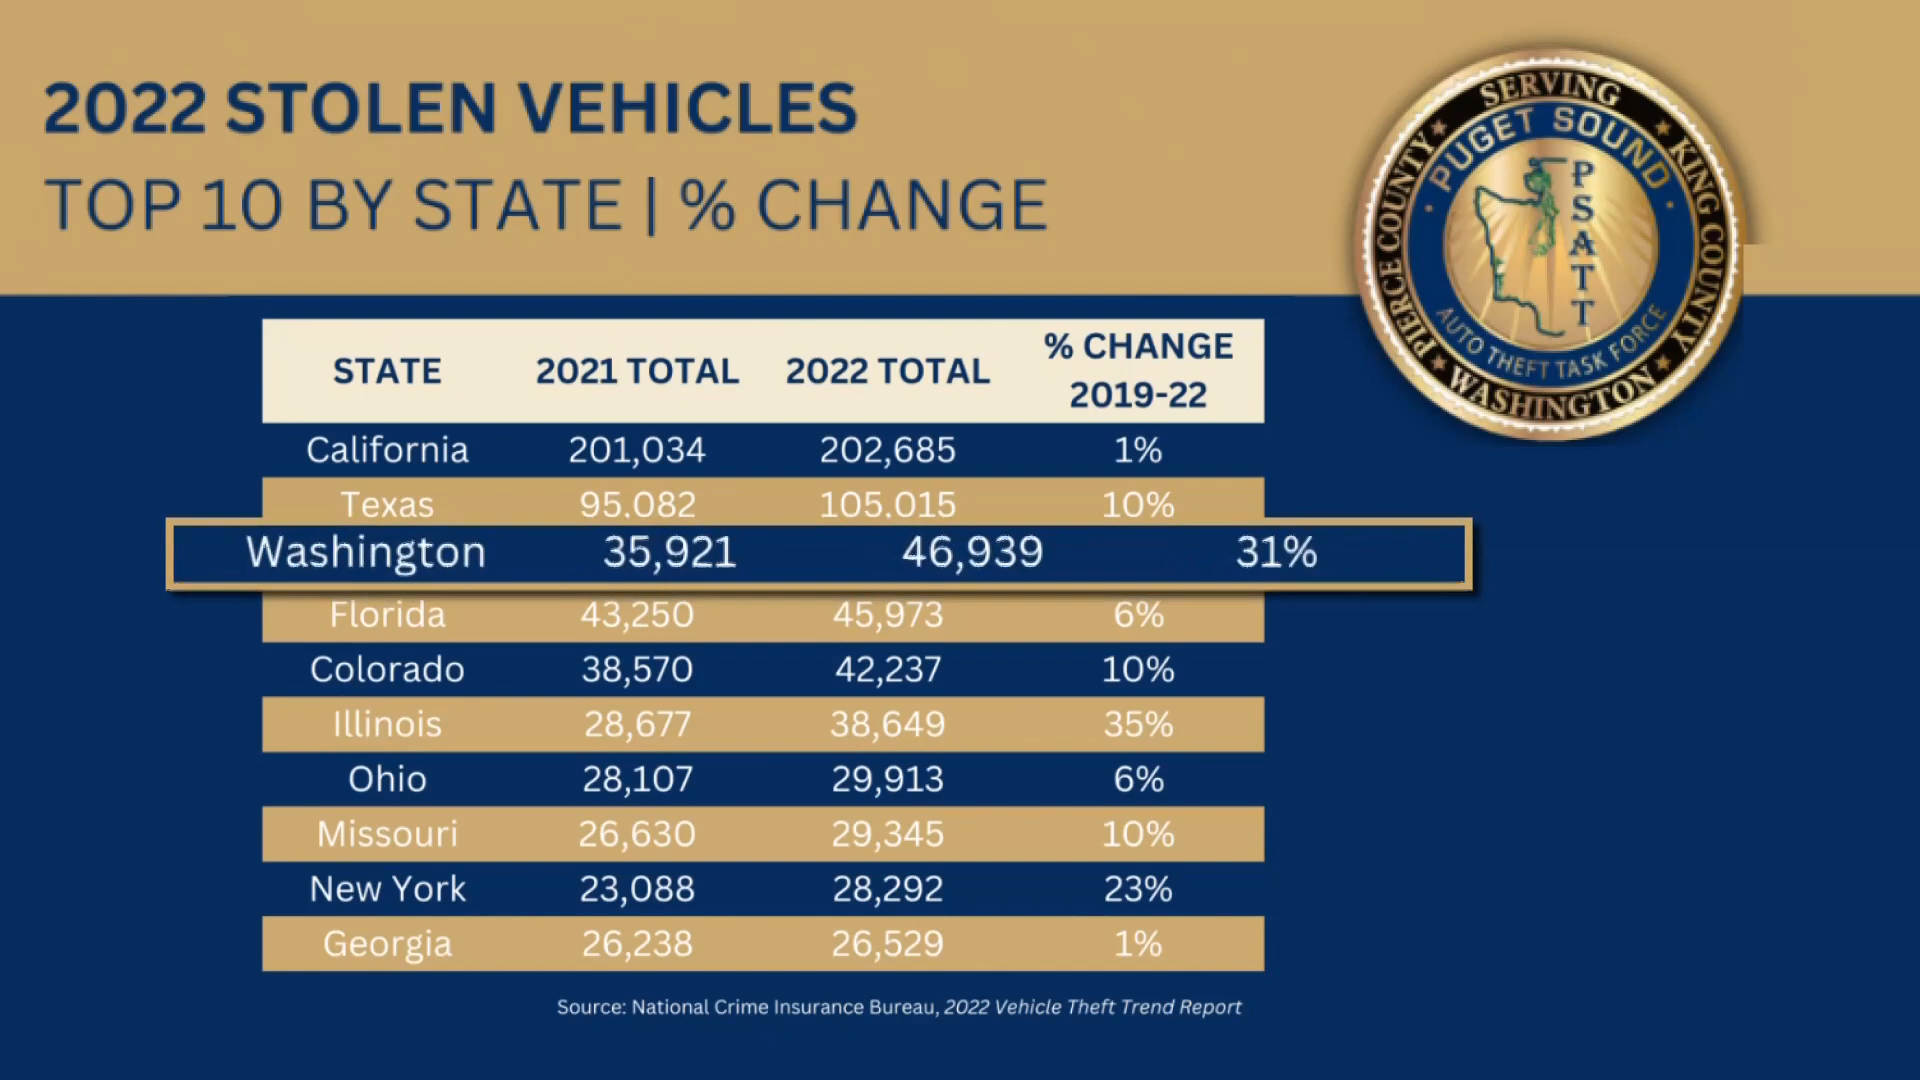 2022 STOLEN VEHICLES
TOP 10 BY STATE | % CHANGE
SERVING
PIERCE COUNTY
KING COUNTY
WASHINGTON
PUGET SOUND
AUTO THEFT TASK FORCE
PSATT
STATE 2021 TOTAL 2022 TOTAL % CHANGE 2019-22
California 201,034 202,685 1%
Texas 95,082 105,015 10%
Washington 35,921 46,939 31%
Florida 43,250 45,973 6%
Colorado 38,570 42,237 10%
Illinois 28,677 38,649 35%
Ohio 28,107 29,913 6%
Missouri 26,630 29,345 10%
New York 23,088 28,292 23%
Georgia 26,238 26,529 1%
Source: National Crime Insurance Bureau, 2022 Vehicle Theft Trend Report